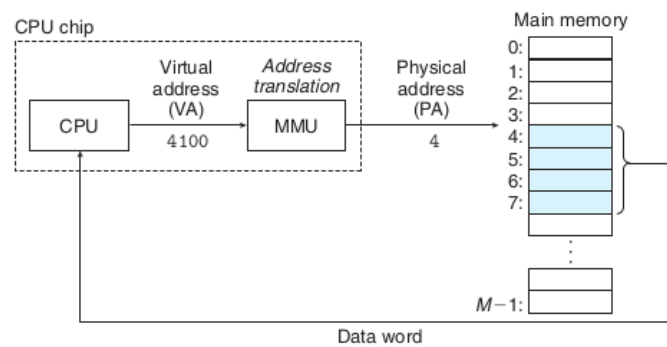 CPU chip
CPU
Virtual
address
(VA)
4100
Address
translation
MMU
Physical
address
(PA)
4
Main memory
0:
1:
2:
3:
4:
5:
6:
7:
M−1:
Data word